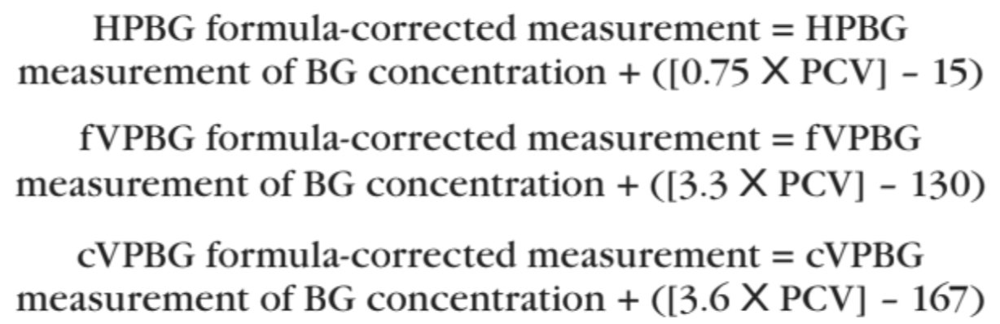 HPBG formula-corrected measurement = HPBG
measurement of BG concentration + ([0.75 X PCV] – 15)
fVPBG formula-corrected measurement = fVPBG
measurement of BG concentration + ([3.3 X PCV] – 130)
cVPBG formula-corrected measurement = cVPBG
measurement of BG concentration + ([3.6 X PCV] – 167)